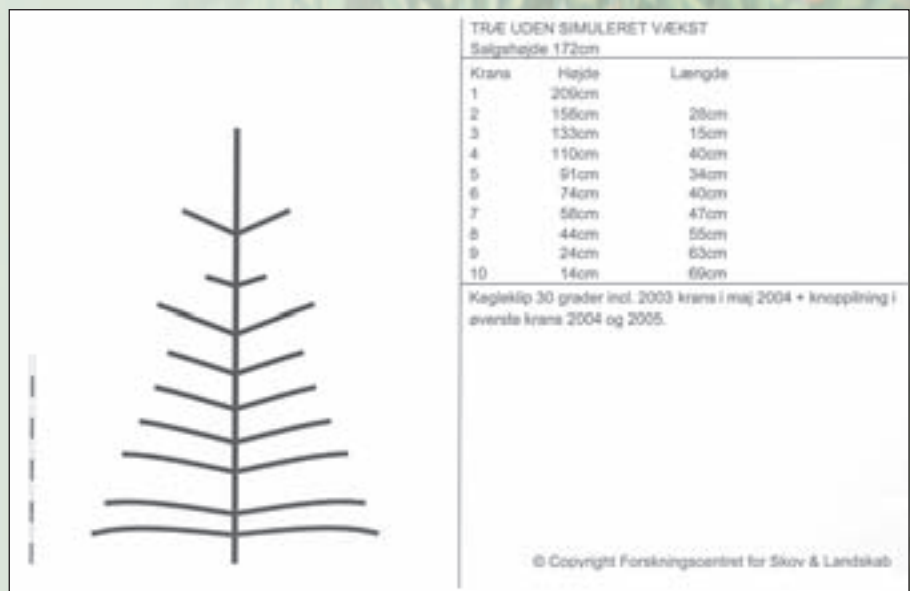 TRÆ UDEN SIMULERET VÆKST
Salgshøjde 172cm
Krans Højde Længde
1 209cm
2 156cm 28cm
3 133cm 15cm
4 110cm 40cm
5 91cm 34cm
6 74cm 40cm
7 58cm 47cm
8 44cm 55cm
9 24cm 63cm
10 14cm 69cm
Kegleklip 30 grader incl. 2003 krans i maj 2004 + knopplining i
øverste krans 2004 og 2005.
© Copyright Forskningscentret for Skov & Landskab